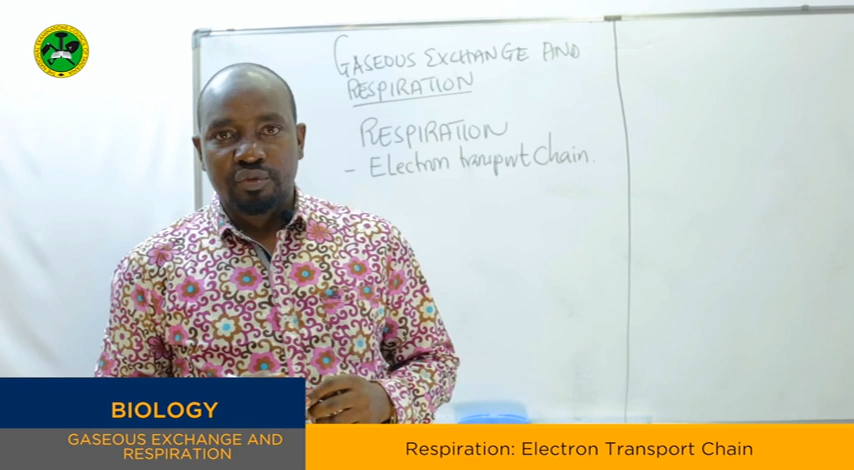 GASEOUS EXCHANGE AND
RESPIRATION
RESPIRATION
- Electron transport Chain.
BIOLOGY
GASEOUS EXCHANGE AND
RESPIRATION
Respiration: Electron Transport Chain